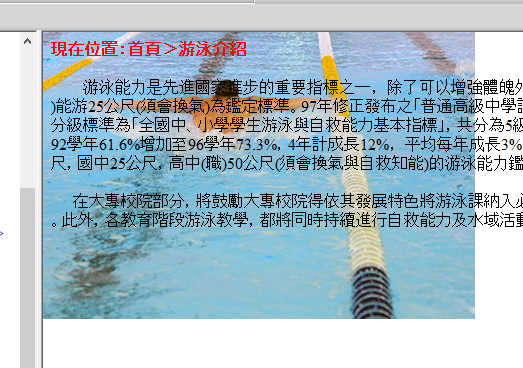 現在位置:首頁＞游泳介紹
游泳能力是先進國家進步的重要指標之一，除了可以增強體魄外
)能游25公尺(須會換氣)為鑑定標準。97年修正發布之「普通高級中學課
分級標準為「全國中、小學學生游泳與自救能力基本指標」，共分為5級
92學年61.6%增加至96學年73.3%，4年計成長12%，平均每年成長3%
尺，國中25公尺，高中(職)50公尺(須會換氣與自救知能)的游泳能力鑑
在大專校院部分，將鼓勵大專校院得依其發展特色將游泳課納入必
。此外，各教育階段游泳教學，都將同時持續進行自救能力及水域活動